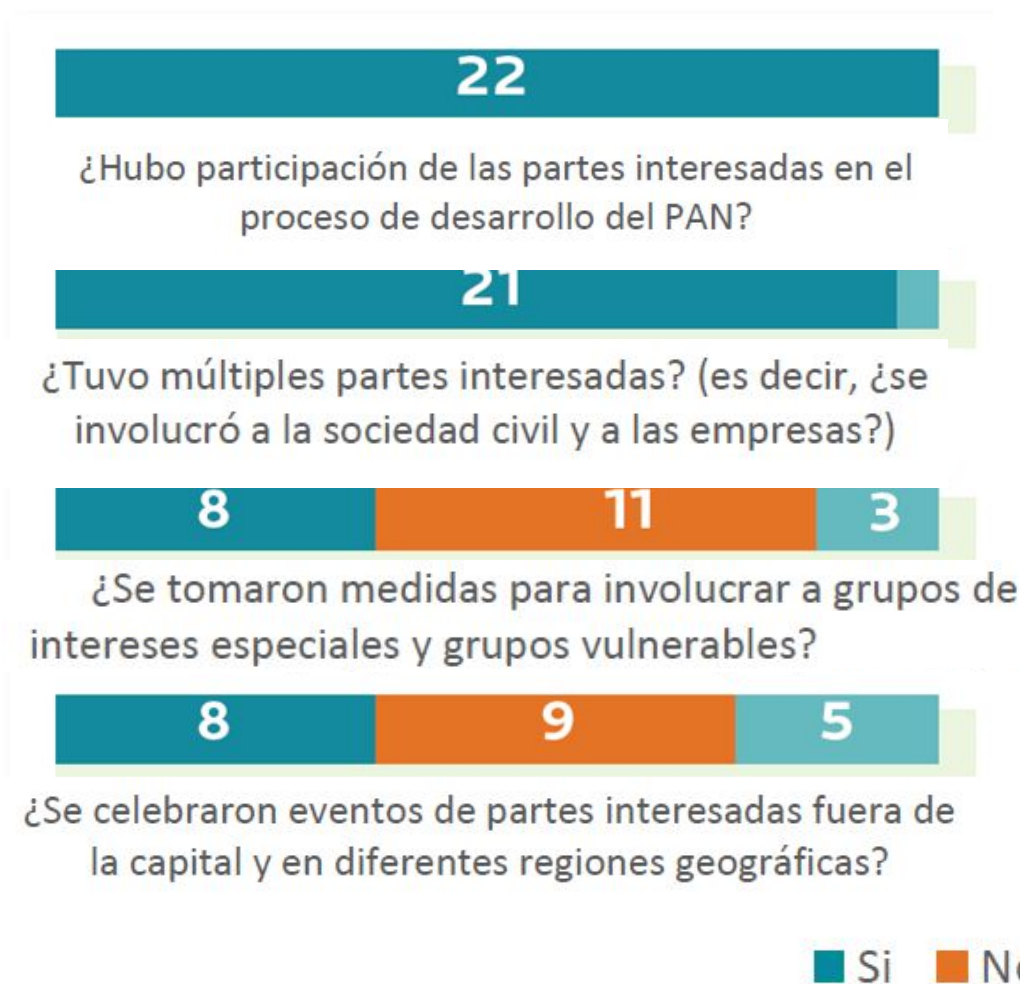 22
¿Hubo participación de las partes interesadas en el
proceso de desarrollo del PAN?
21
¿Tuvo múltiples partes interesadas? (es decir, ¿se
involucró a la sociedad civil y a las empresas?)
8 11 3
¿Se tomaron medidas para involucrar a grupos de
intereses especiales y grupos vulnerables?
8 9 5
¿Se celebraron eventos de partes interesadas fuera de
la capital y en diferentes regiones geográficas?
Si